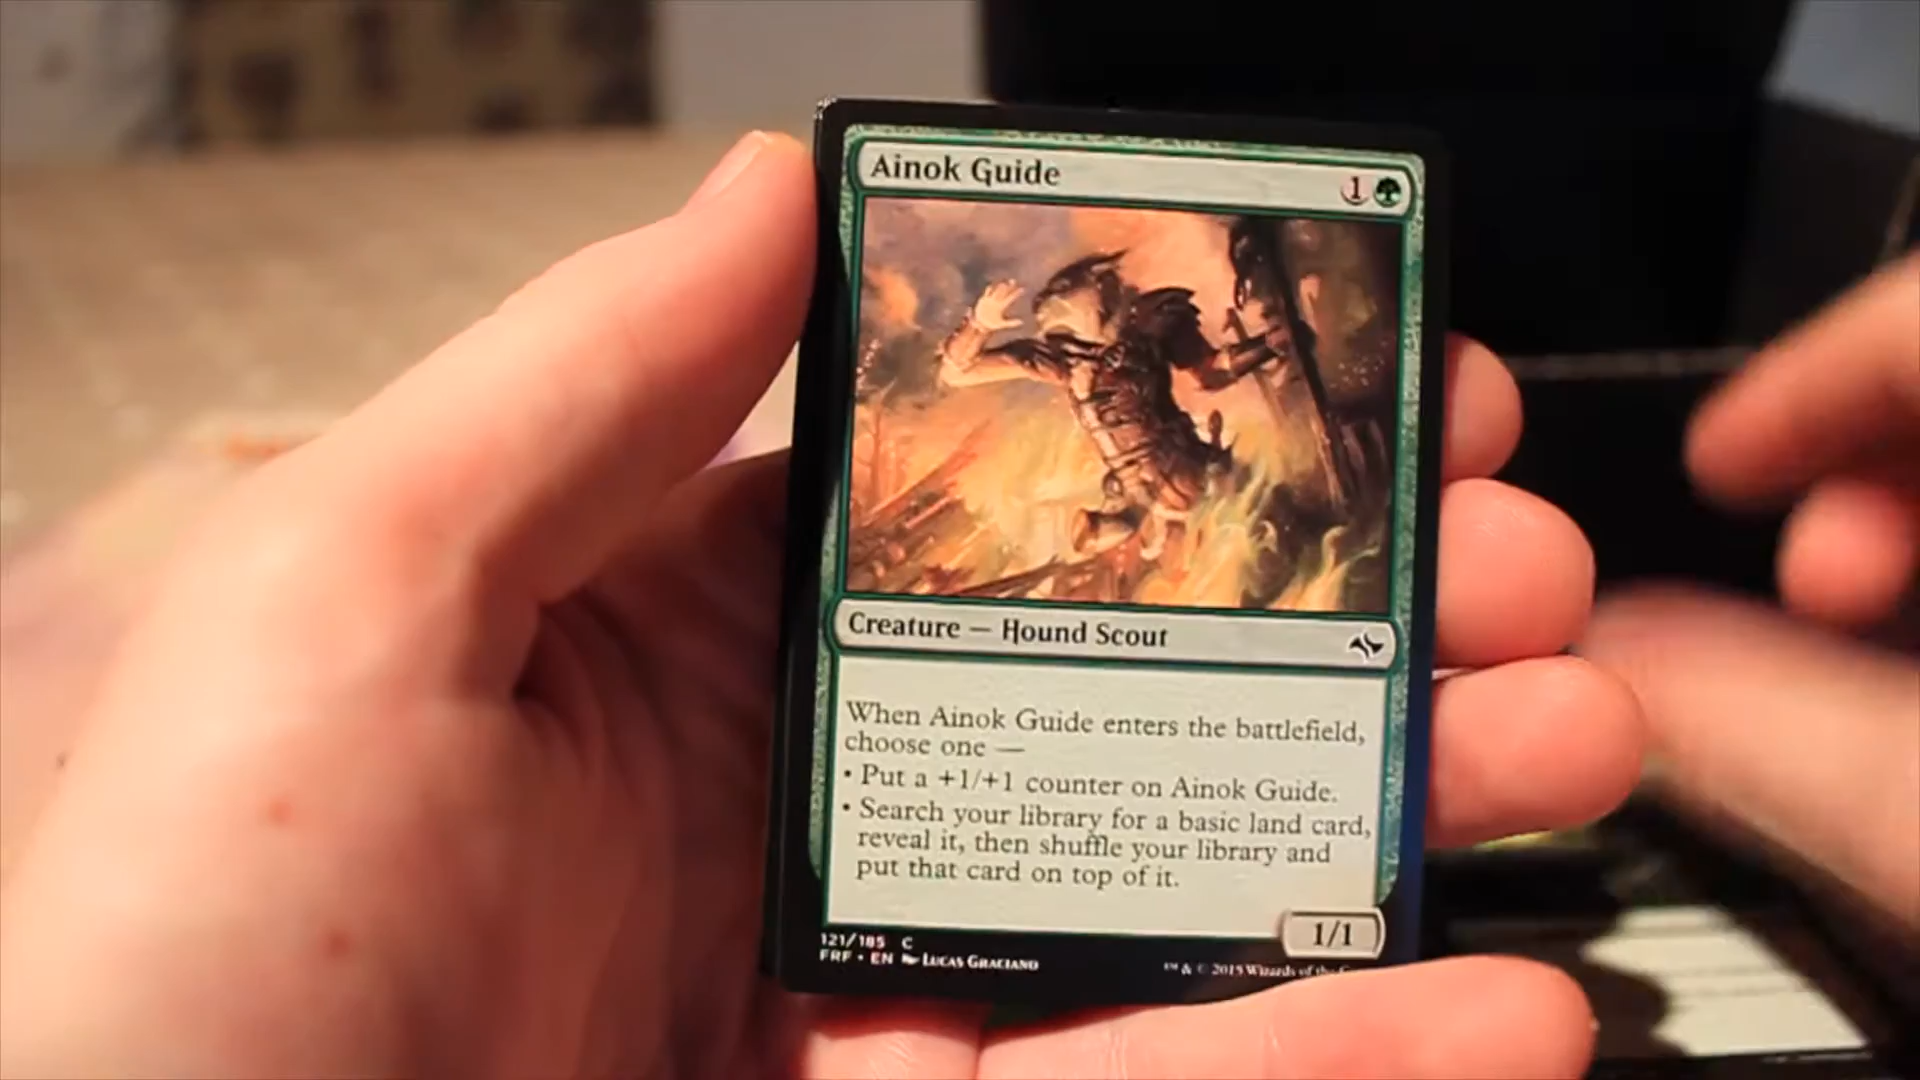 Ainok Guide
1
Creature — Hound Scout
When Ainok Guide enters the battlefield,
choose one —
• Put a +1/+1 counter on Ainok Guide.
• Search your library for a basic land card,
reveal it, then shuffle your library and
put that card on top of it.
1/1
121/185 C
FRF • EN Lucas Graciano
™ & © 2015 Wizards of the